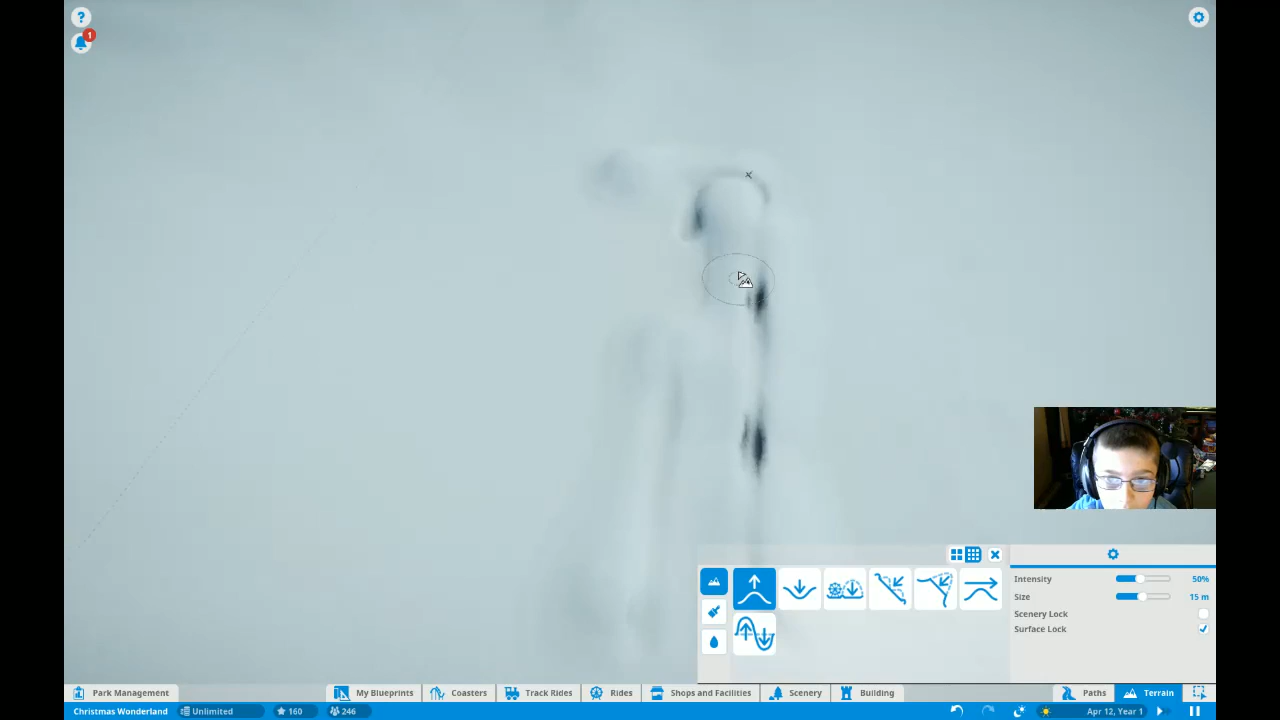 ?
1
Intensity 50%
Size 15 m
Scenery Lock
Surface Lock
Park Management My Blueprints Coasters Track Rides Rides Shops and Facilities Scenery Building Paths Terrain
Christmas Wonderland Unlimited 160 246 Apr 12, Year 1